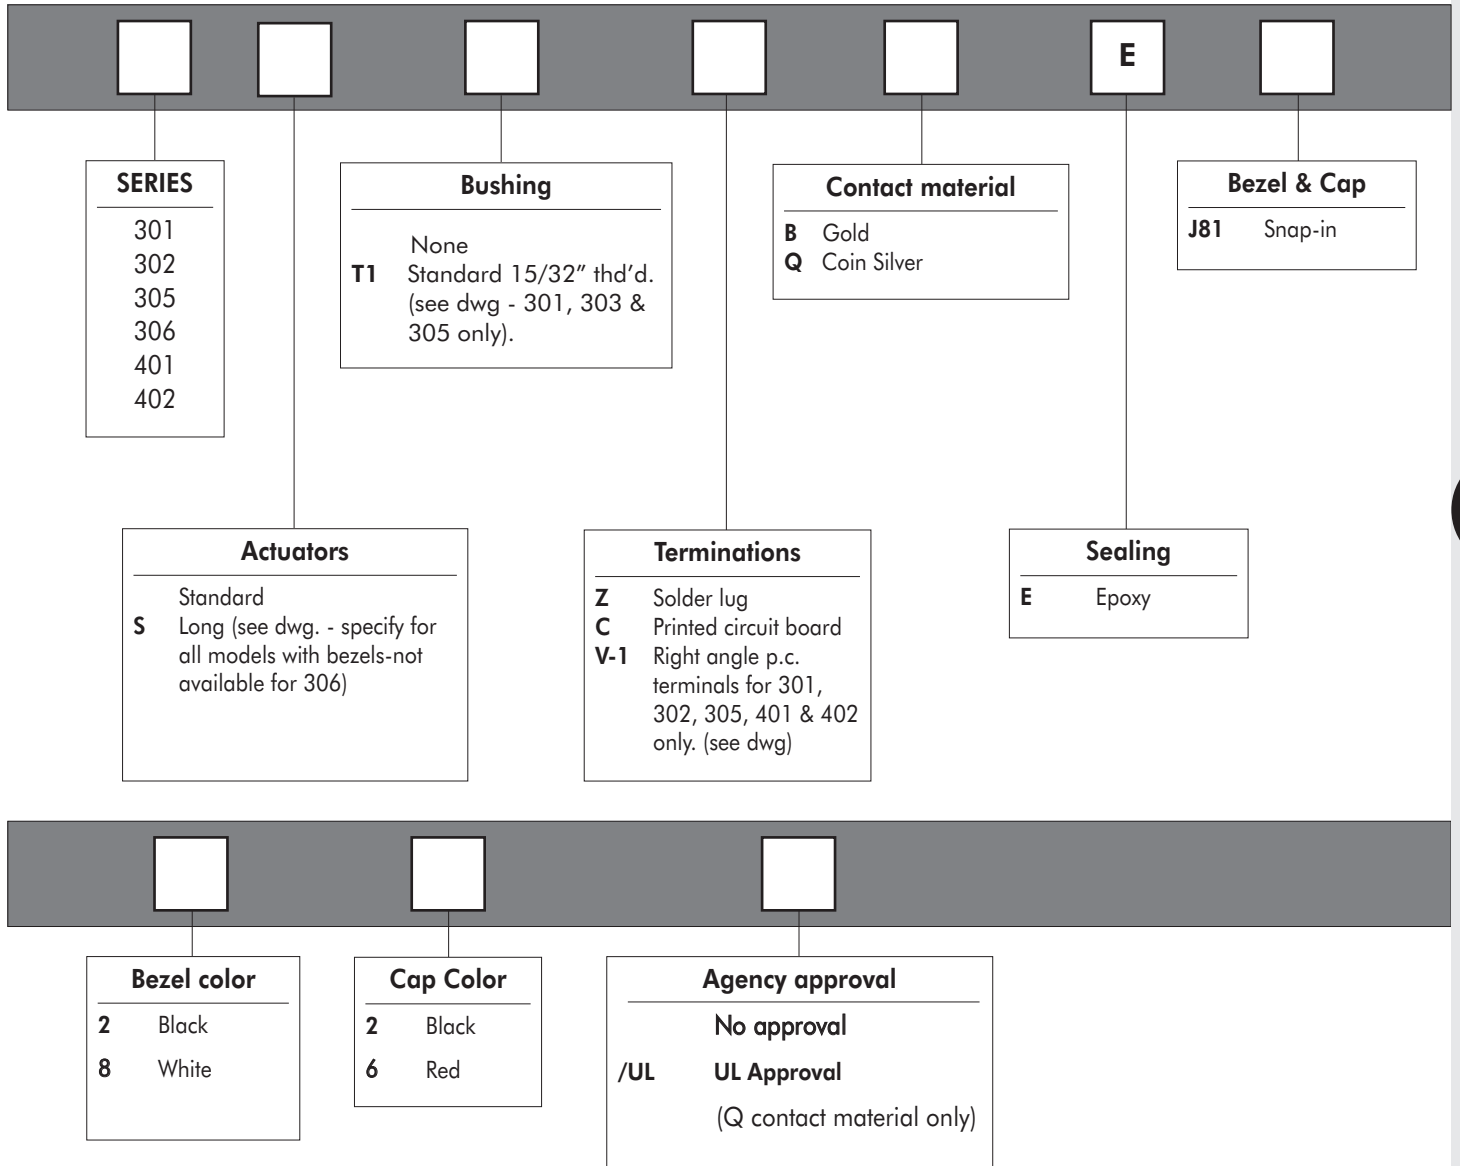 E
SERIES
301
302
305
306
401
402
Bushing
None
T1 Standard 15/32” thd’d.
(see dwg - 301, 303 &
305 only).
Contact material
B Gold
Q Coin Silver
Bezel & Cap
J81 Snap-in
Actuators
Standard
S Long (see dwg. - specify for
all models with bezels-not
available for 306)
Terminations
Z Solder lug
C Printed circuit board
V-1 Right angle p.c.
terminals for 301,
302, 305, 401 & 402
only. (see dwg)
Sealing
E Epoxy
Bezel color
2 Black
8 White
Cap Color
2 Black
6 Red
Agency approval
No approval
/UL UL Approval
(Q contact material only)